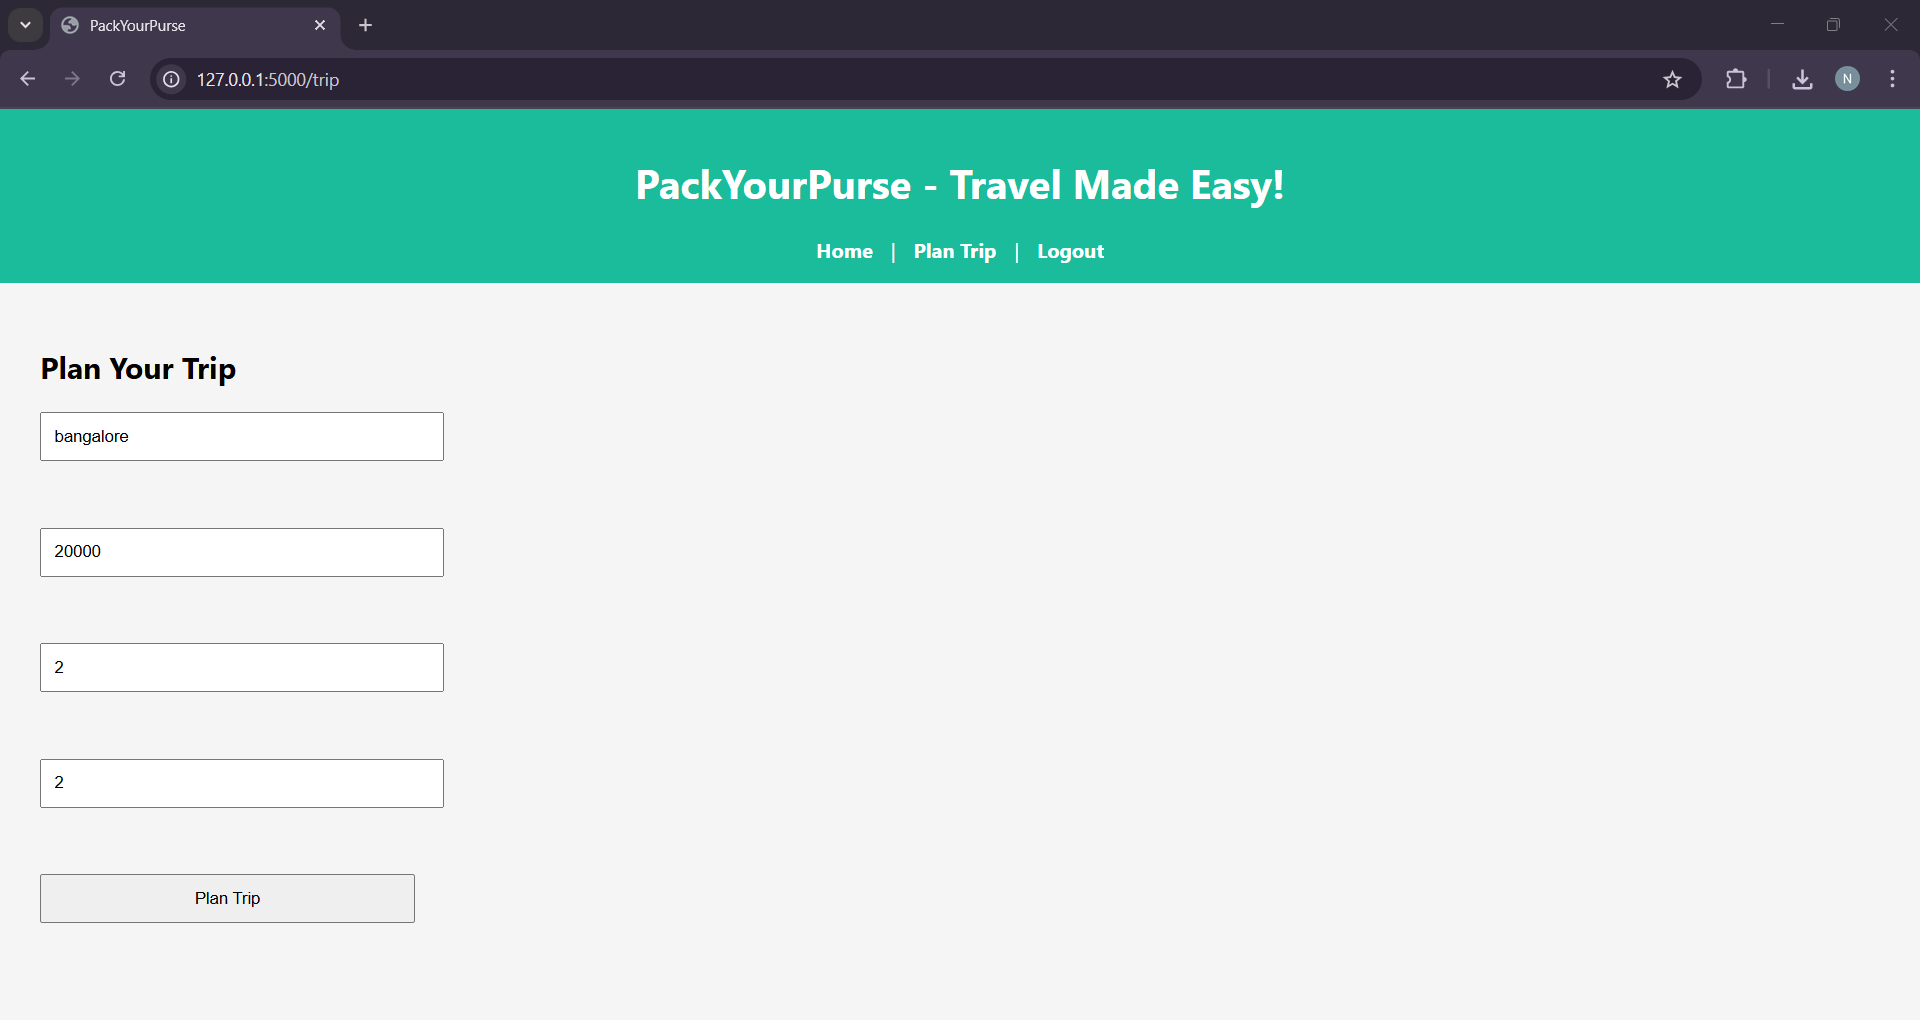 PackYourPurse
127.0.0.1:5000/trip
N
PackYourPurse - Travel Made Easy!
Home | Plan Trip | Logout
Plan Your Trip
bangalore
20000
2
2
Plan Trip